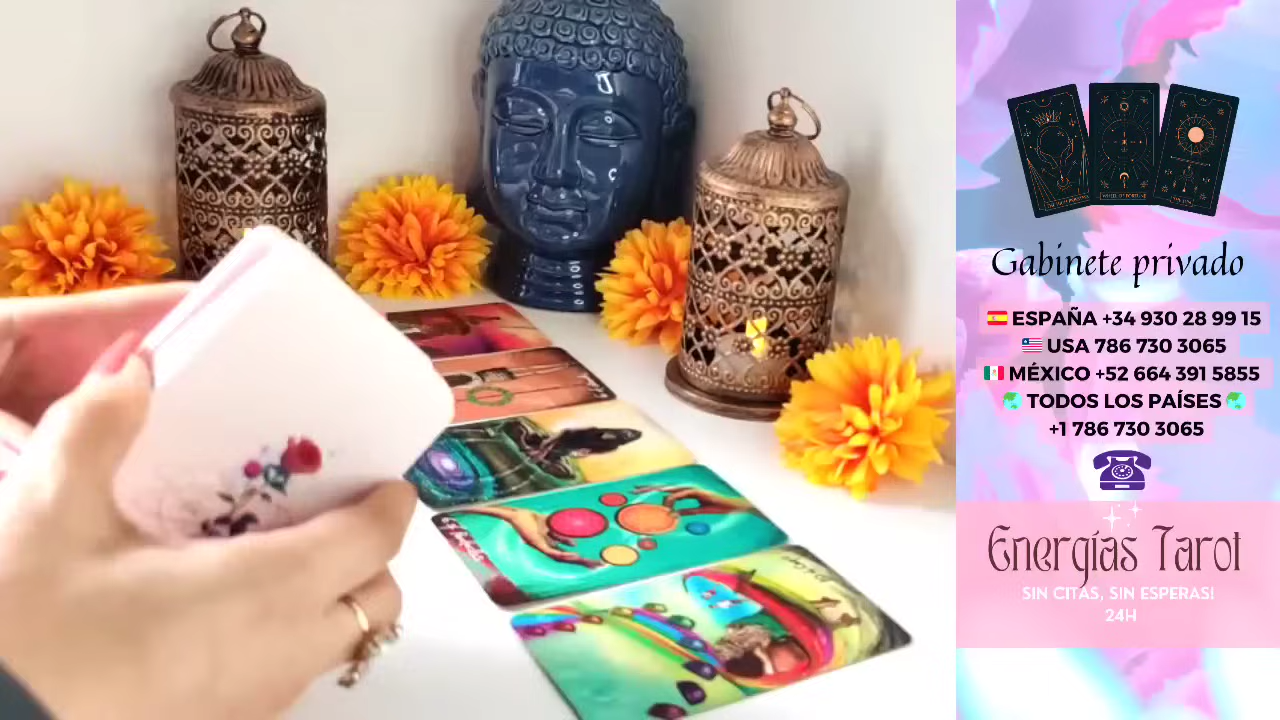 Gabinete privado
ESPAÑA +34 930 28 99 15
USA 786 730 3065
MÉXICO +52 664 391 5855
TODOS LOS PAÍSES
+1 786 730 3065
Energías Tarot
SIN CITAS, SIN ESPERAS!
24H